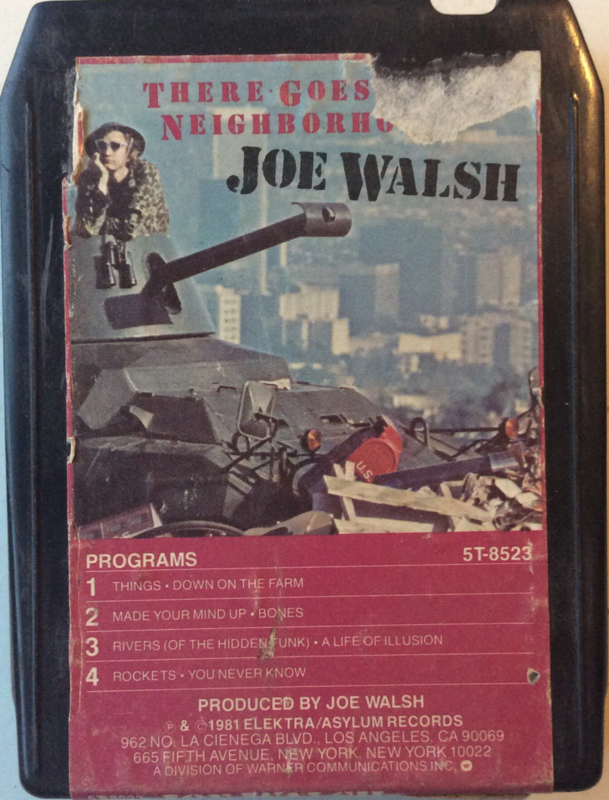 THERE GOES
NEIGHBORHO
JOE WALSH
U.S.
PROGRAMS 5T-8523
1 THINGS • DOWN ON THE FARM
2 MADE YOUR MIND UP • BONES
3 RIVERS (OF THE HIDDEN FUNK) • A LIFE OF ILLUSION
4 ROCKETS • YOU NEVER KNOW
PRODUCED BY JOE WALSH
℗ & ©1981 ELEKTRA/ASYLUM RECORDS
962 NO. LA CIENEGA BLVD., LOS ANGELES, CA 90069
665 FIFTH AVENUE, NEW YORK, NEW YORK 10022
A DIVISION OF WARNER COMMUNICATIONS INC.